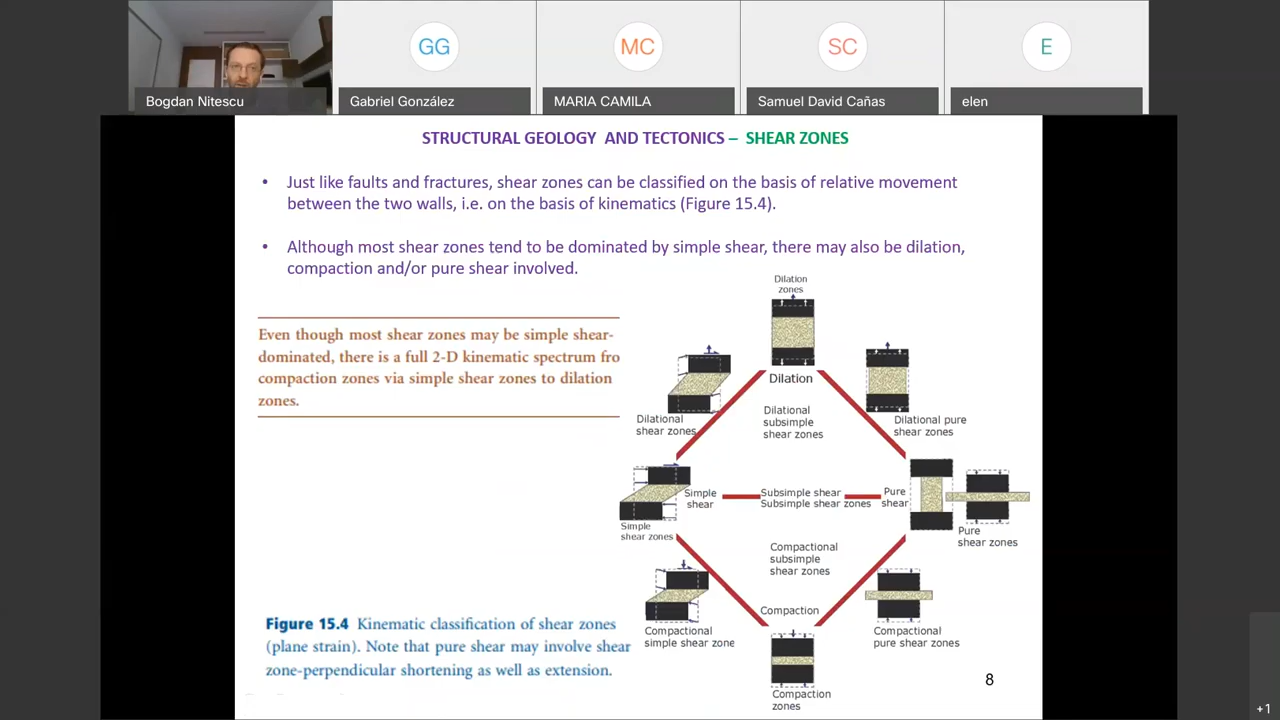 GG
MC
SC
E
Bogdan Nitescu
Gabriel González
MARIA CAMILA
Samuel David Cañas
elen
STRUCTURAL GEOLOGY AND TECTONICS – SHEAR ZONES
• Just like faults and fractures, shear zones can be classified on the basis of relative movement
between the two walls, i.e. on the basis of kinematics (Figure 15.4).
• Although most shear zones tend to be dominated by simple shear, there may also be dilation,
compaction and/or pure shear involved.
Even though most shear zones may be simple shear-
dominated, there is a full 2-D kinematic spectrum fro
compaction zones via simple shear zones to dilation
zones.
Dilation
zones
Dilation
Dilational
shear zones
Dilational
subsimple
shear zones
Dilational pure
shear zones
Simple
shear
Subsimple shear
Subsimple shear zones
Pure
shear
Simple
shear zones
Pure
shear zones
Compactional
subsimple
shear zones
Compaction
Compactional
simple shear zone
Compactional
pure shear zones
Compaction
zones
Figure 15.4 Kinematic classification of shear zones
(plane strain). Note that pure shear may involve shear
zone-perpendicular shortening as well as extension.
8
+1